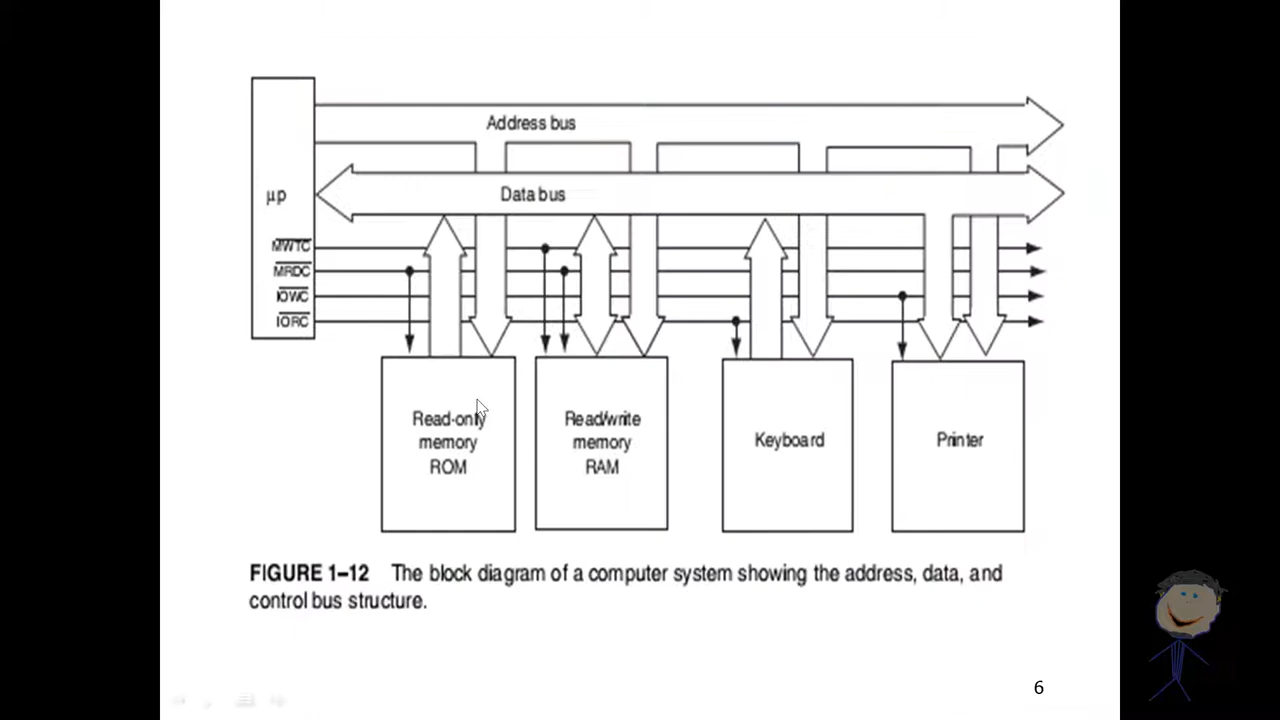 Address bus
Data bus
μp
MWTC
MRDC
IOWC
IORC
Read-only
memory
ROM
Read/write
memory
RAM
Keyboard
Printer
FIGURE 1–12 The block diagram of a computer system showing the address, data, and
control bus structure.
6